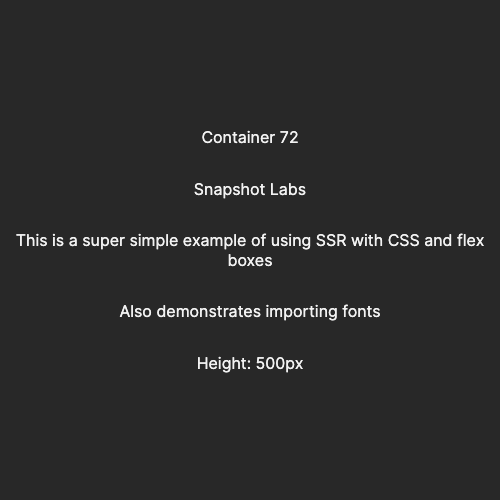 Container 72
Snapshot Labs
This is a super simple example of using SSR with CSS and flex
boxes
Also demonstrates importing fonts
Height: 500px